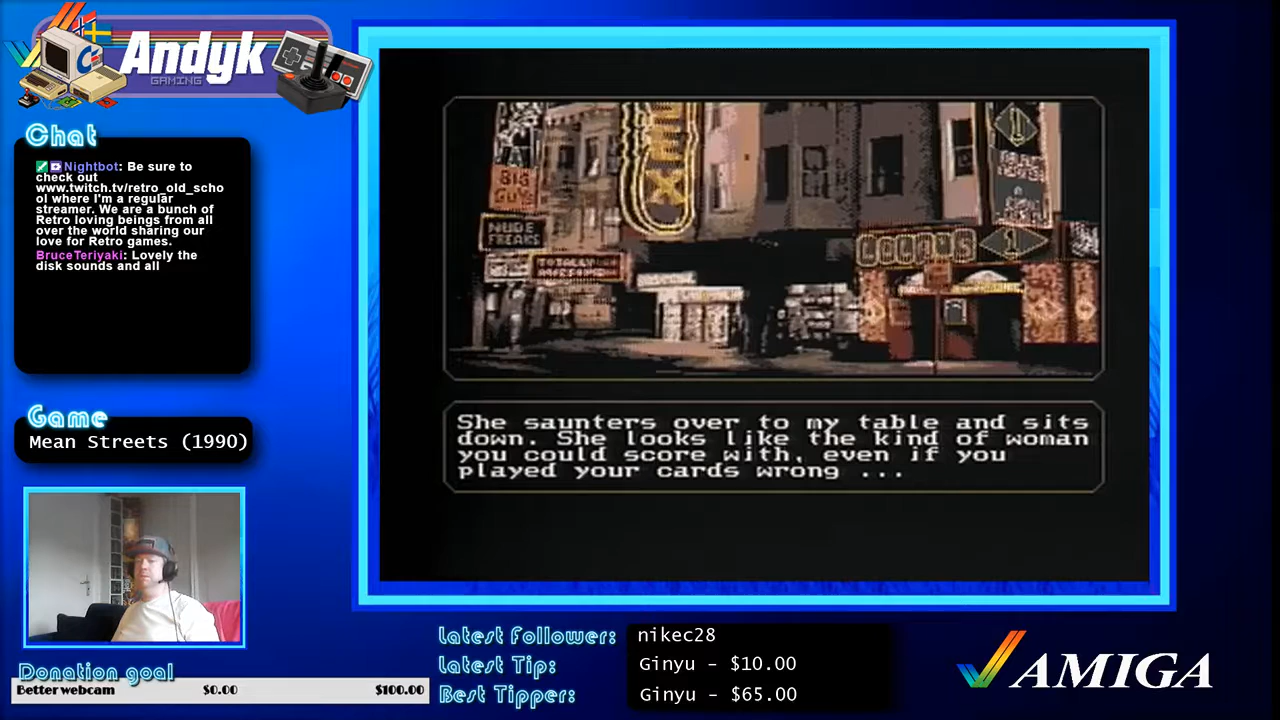 Andyk
GAMING
Chat
Nightbot: Be sure to
check out
www.twitch.tv/retro_old_scho
ol where I'm a regular
streamer. We are a bunch of
Retro loving beings from all
over the world sharing our
love for Retro games.
BruceTeriyaki: Lovely the
disk sounds and all
Game
Mean Streets (1990)
Donation goal
Better webcam $0.00 $100.00
BIG
GUYS
NUDE
FREAKS
TOTALLY
AWESOME
She saunters over to my table and sits
down. She looks like the kind of woman
you could score with, even if you
played your cards wrong ...
Latest Follower: nikec28
Latest Tip: Ginyu - $10.00
Best Tipper: Ginyu - $65.00
AMIGA